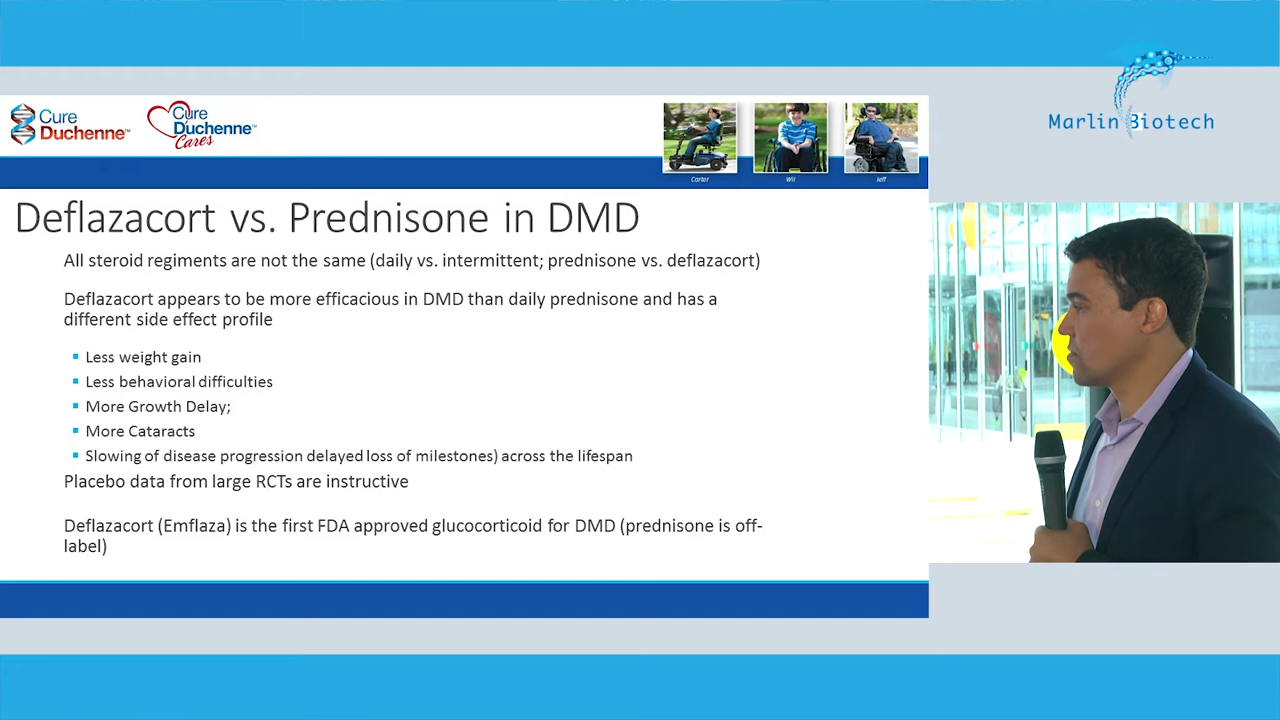 Cure
Duchenne™
Cure
Duchenne™
Cares
Carter
Wil
Jeff
Marlin Biotech
Deflazacort vs. Prednisone in DMD
All steroid regiments are not the same (daily vs. intermittent; prednisone vs. deflazacort)
Deflazacort appears to be more efficacious in DMD than daily prednisone and has a
different side effect profile
Less weight gain
Less behavioral difficulties
More Growth Delay;
More Cataracts
Slowing of disease progression delayed loss of milestones) across the lifespan
Placebo data from large RCTs are instructive
Deflazacort (Emflaza) is the first FDA approved glucocorticoid for DMD (prednisone is off-
label)